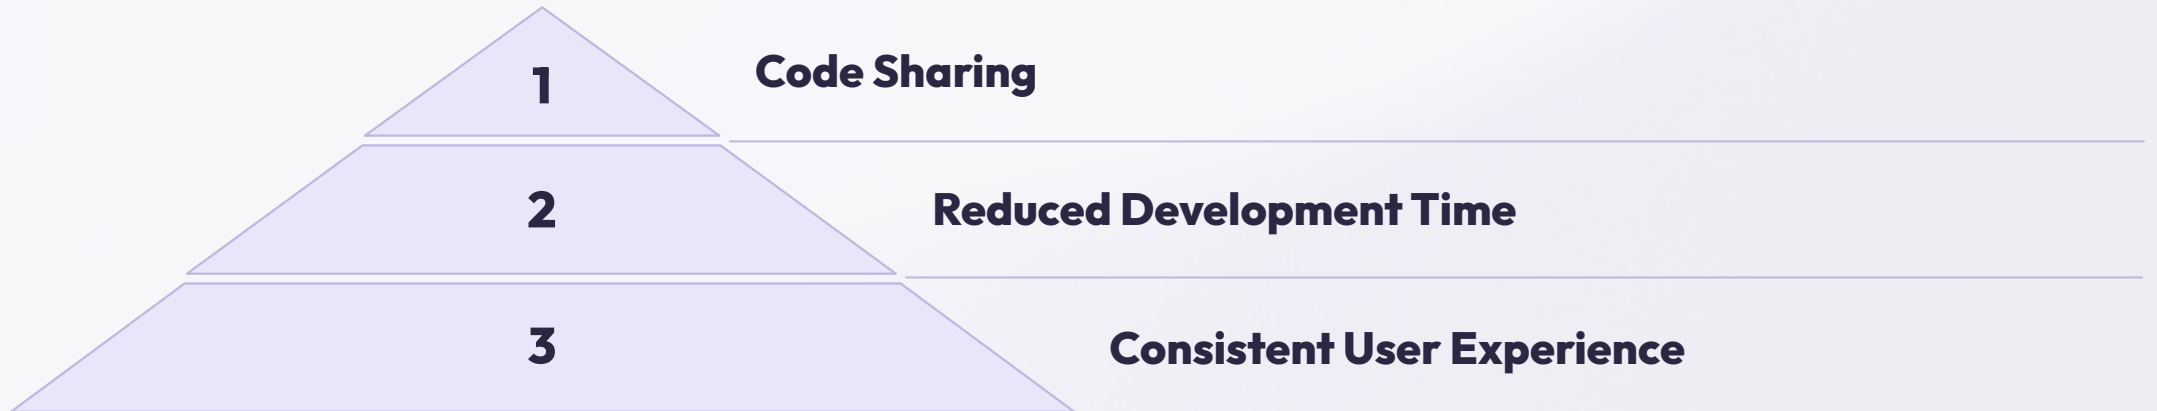 1
Code Sharing
2
Reduced Development Time
3
Consistent User Experience